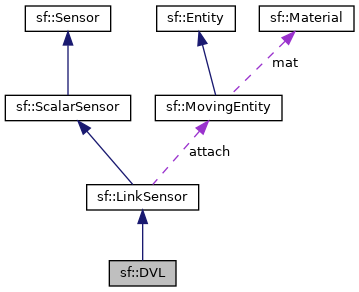 sf::Sensor
sf::Entity
sf::Material
mat
sf::ScalarSensor
sf::MovingEntity
attach
sf::LinkSensor
sf::DVL